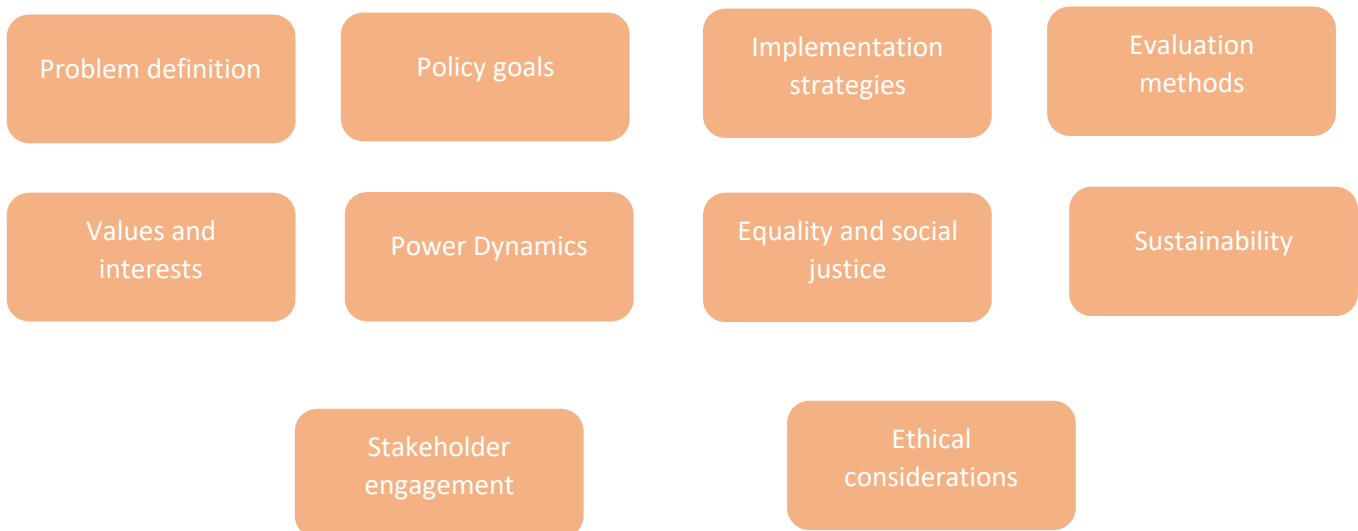 Problem definition
Policy goals
Implementation
strategies
Evaluation
methods
Values and
interests
Power Dynamics
Equality and social
justice
Sustainability
Stakeholder
engagement
Ethical
considerations